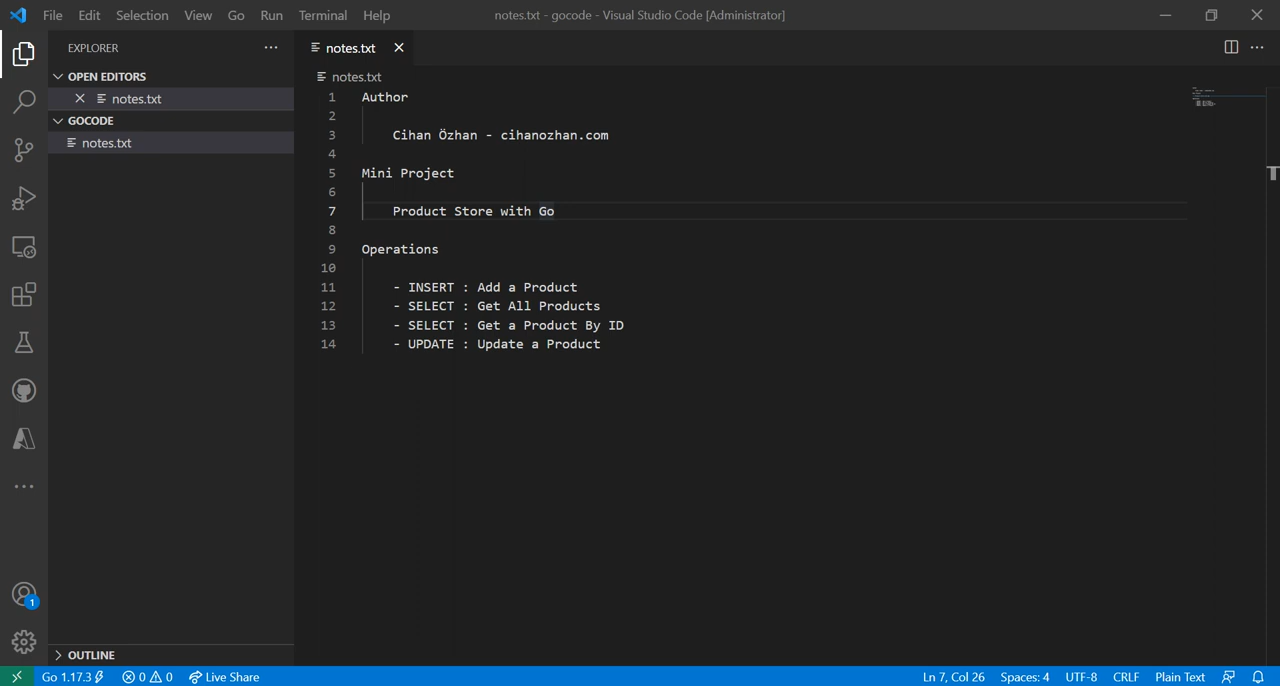 File Edit Selection View Go Run Terminal Help
notes.txt - gocode - Visual Studio Code [Administrator]
EXPLORER
OPEN EDITORS
notes.txt
GOCODE
notes.txt
notes.txt
notes.txt
1 Author
2
3 Cihan Özhan - cihanozhan.com
4
5 Mini Project
6
7 Product Store with Go
8
9 Operations
10
11 - INSERT : Add a Product
12 - SELECT : Get All Products
13 - SELECT : Get a Product By ID
14 - UPDATE : Update a Product
1
OUTLINE
Go 1.17.3 0 0 Live Share Ln 7, Col 26 Spaces: 4 UTF-8 CRLF Plain Text